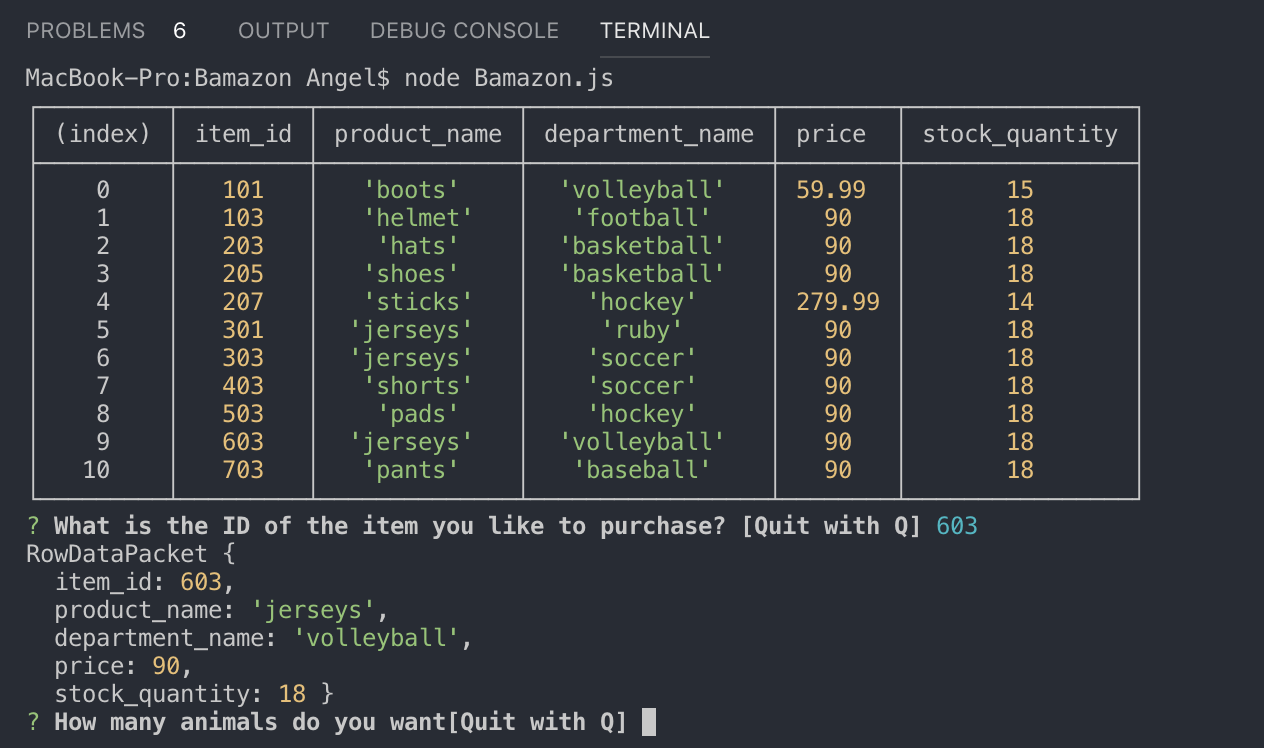 PROBLEMS 6 OUTPUT DEBUG CONSOLE TERMINAL
MacBook-Pro:Bamazon Angel$ node Bamazon.js
(index) item_id product_name department_name price stock_quantity
0 101 'boots' 'volleyball' 59.99 15
1 103 'helmet' 'football' 90 18
2 203 'hats' 'basketball' 90 18
3 205 'shoes' 'basketball' 90 18
4 207 'sticks' 'hockey' 279.99 14
5 301 'jerseys' 'ruby' 90 18
6 303 'jerseys' 'soccer' 90 18
7 403 'shorts' 'soccer' 90 18
8 503 'pads' 'hockey' 90 18
9 603 'jerseys' 'volleyball' 90 18
10 703 'pants' 'baseball' 90 18
? What is the ID of the item you like to purchase? [Quit with Q] 603
RowDataPacket {
item_id: 603,
product_name: 'jerseys',
department_name: 'volleyball',
price: 90,
stock_quantity: 18 }
? How many animals do you want[Quit with Q]